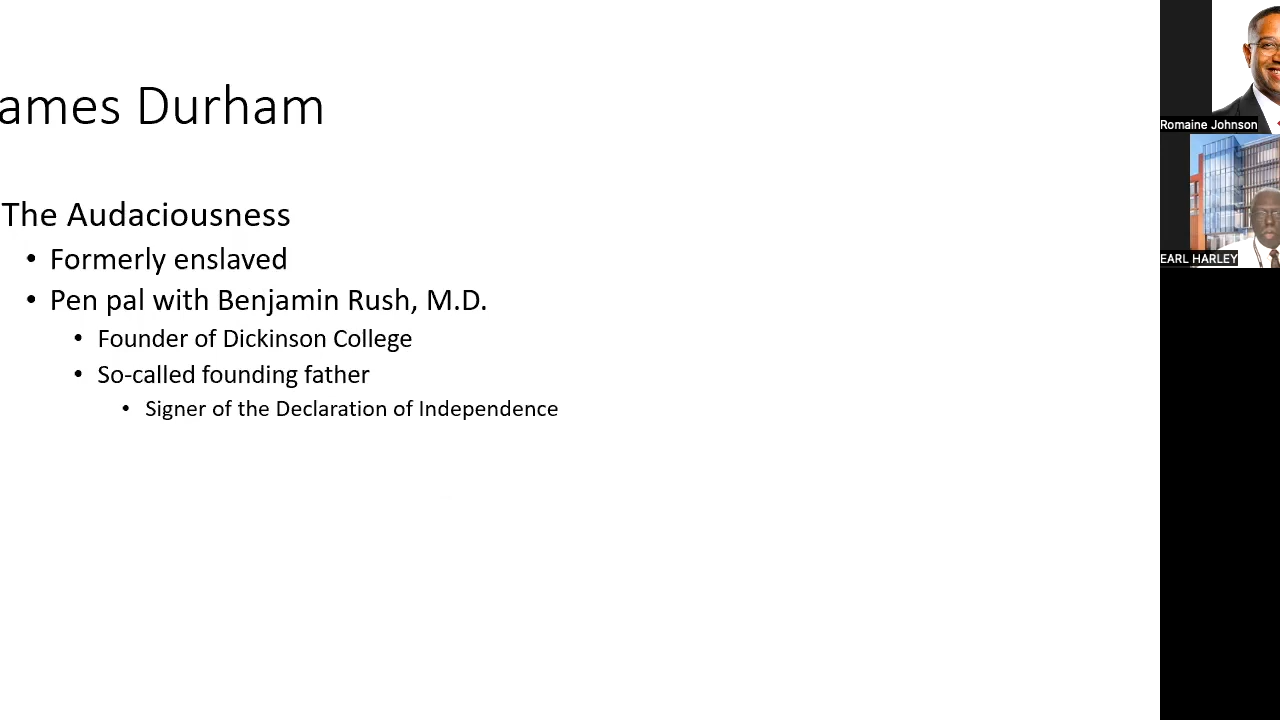 ames Durham
The Audaciousness
• Formerly enslaved
• Pen pal with Benjamin Rush, M.D.
• Founder of Dickinson College
• So-called founding father
• Signer of the Declaration of Independence
Romaine Johnson
EARL HARLEY